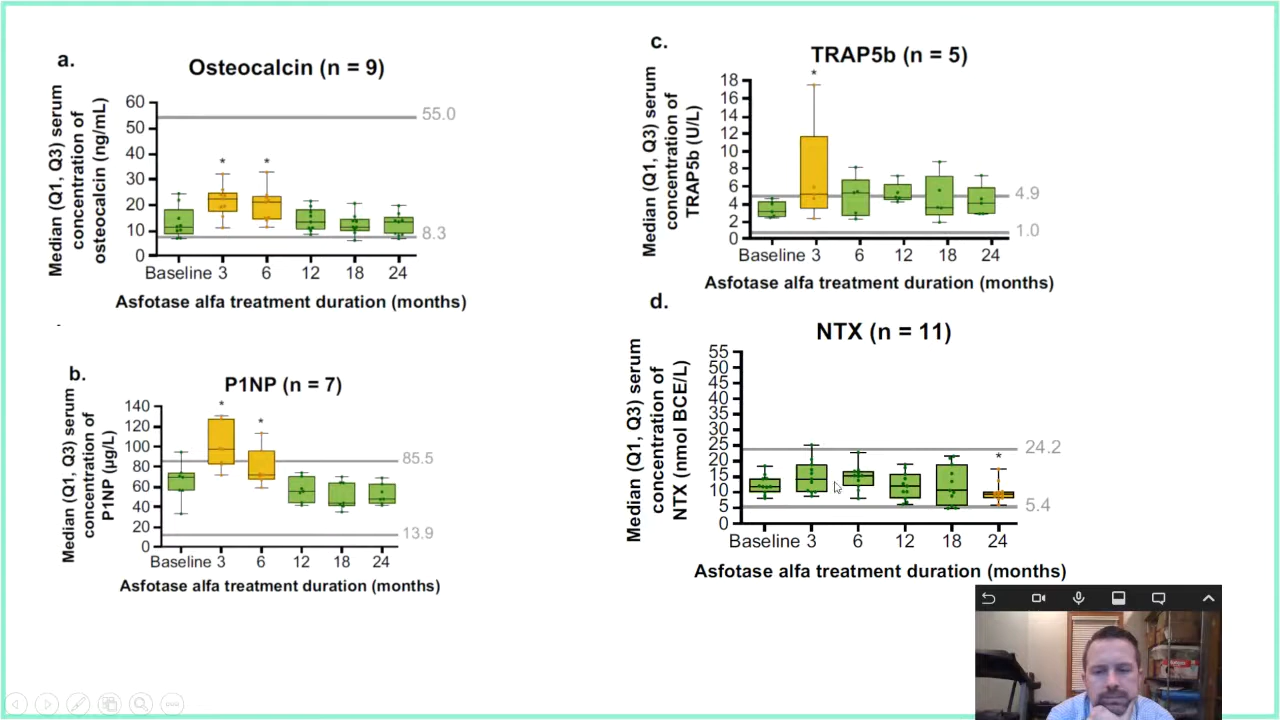 a.
Osteocalcin (n = 9)
Median (Q1, Q3) serum
concentration of
osteocalcin (ng/mL)
60
50
40
30
20
10
0
55.0
8.3
*
*
Baseline 3 6 12 18 24
Asfotase alfa treatment duration (months)
b.
P1NP (n = 7)
Median (Q1, Q3) serum
concentration of
P1NP (µg/L)
140
120
100
80
60
40
20
0
85.5
13.9
*
*
Baseline 3 6 12 18 24
Asfotase alfa treatment duration (months)
c.
TRAP5b (n = 5)
Median (Q1, Q3) serum
concentration of
TRAP5b (U/L)
18
16
14
12
10
8
6
4
2
0
4.9
1.0
*
Baseline 3 6 12 18 24
Asfotase alfa treatment duration (months)
d.
NTX (n = 11)
Median (Q1, Q3) serum
concentration of
NTX (nmol BCE/L)
55
50
45
40
35
30
25
20
15
10
5
0
24.2
5.4
*
Baseline 3 6 12 18 24
Asfotase alfa treatment duration (months)